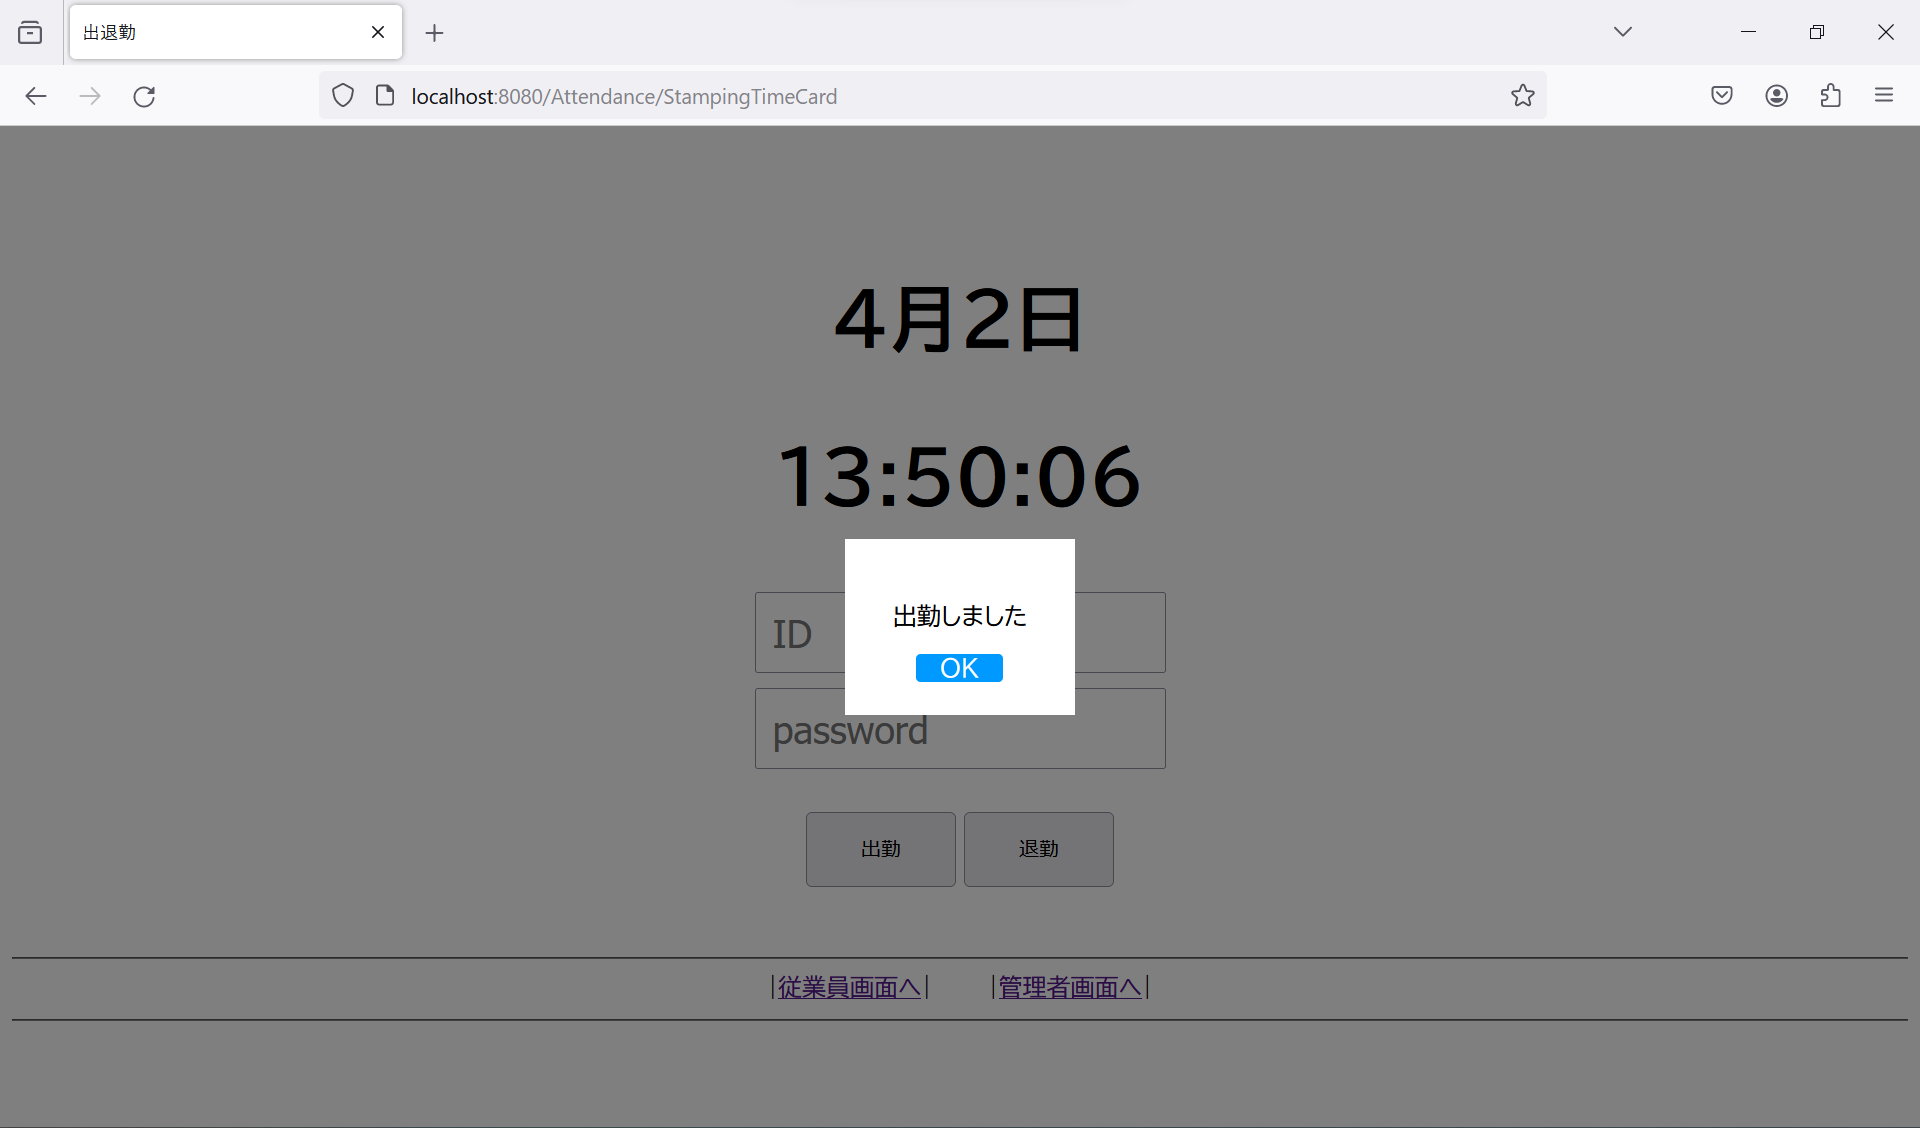 出退勤
localhost:8080/Attendance/StampingTimeCard
4月2日
13:50:06
出勤しました
OK
ID
password
出勤 退勤
|従業員画面へ| |管理者画面へ|